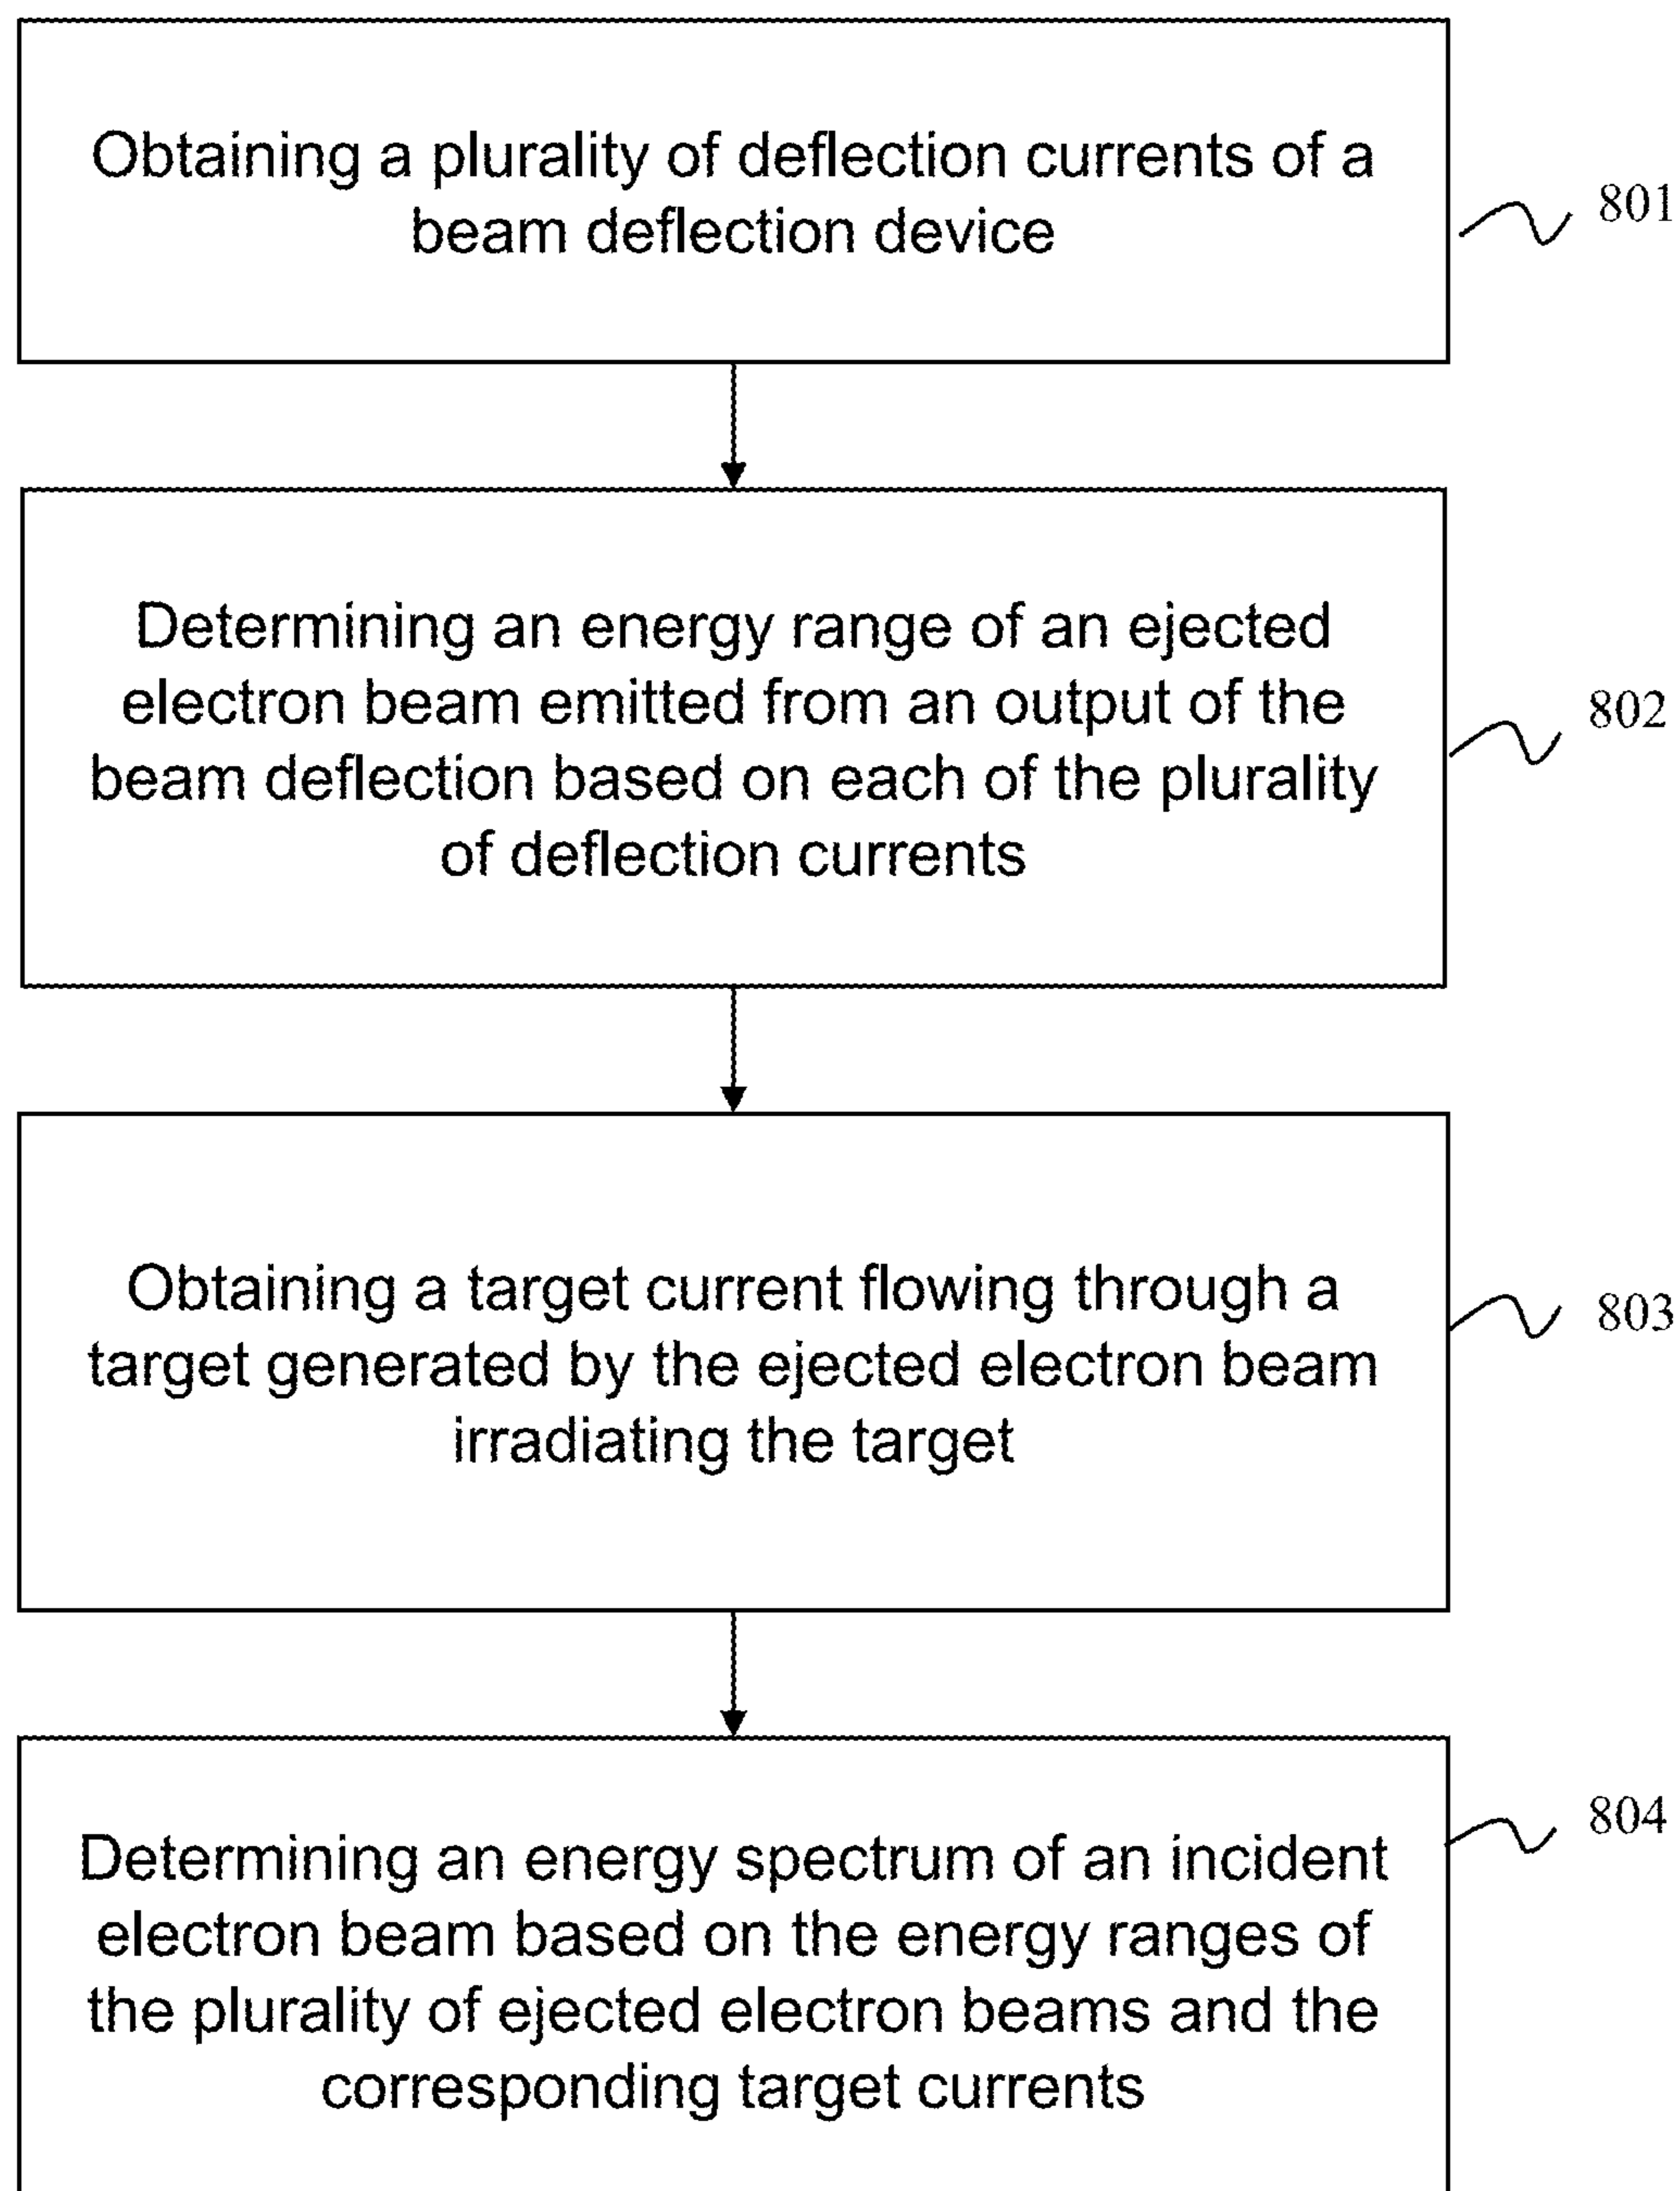 Obtaining a plurality of deflection currents of a
beam deflection device
801
Determining an energy range of an ejected
electron beam emitted from an output of the
beam deflection based on each of the plurality
of deflection currents
802
Obtaining a target current flowing through a
target generated by the ejected electron beam
irradiating the target
803
Determining an energy spectrum of an incident
electron beam based on the energy ranges of
the plurality of ejected electron beams and the
corresponding target currents
804